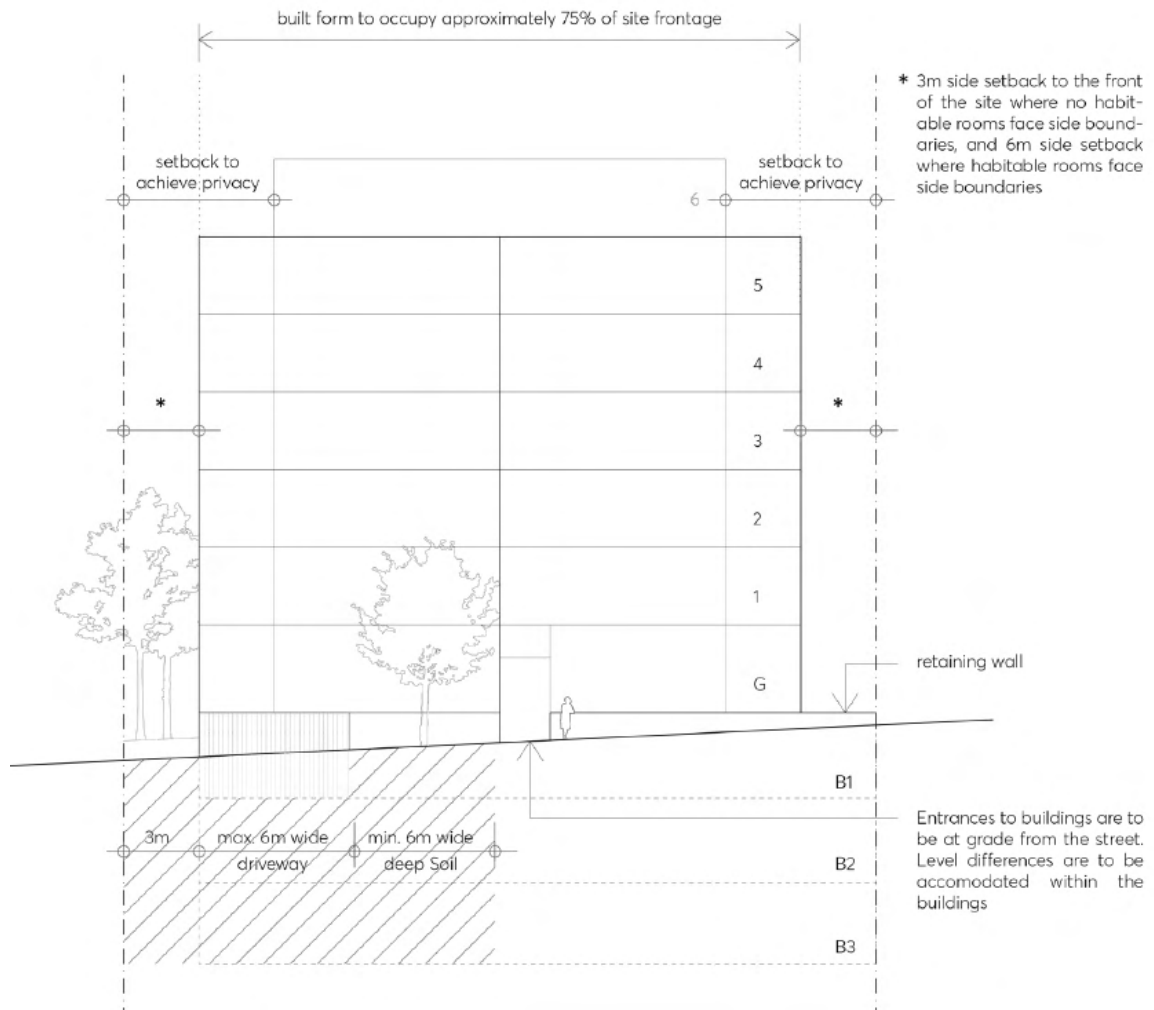 built form to occupy approximately 75% of site frontage
* 3m side setback to the front
of the site where no habit-
able rooms face side bound-
aries, and 6m side setback
where habitable rooms face
side boundaries
setback to
achieve privacy
setback to
achieve privacy
6
5
4
*
*
3
2
1
G
retaining wall
B1
Entrances to buildings are to
be at grade from the street.
Level differences are to be
accomodated within the
buildings
3m
max. 6m wide
driveway
min. 6m wide
deep Soil
B2
B3